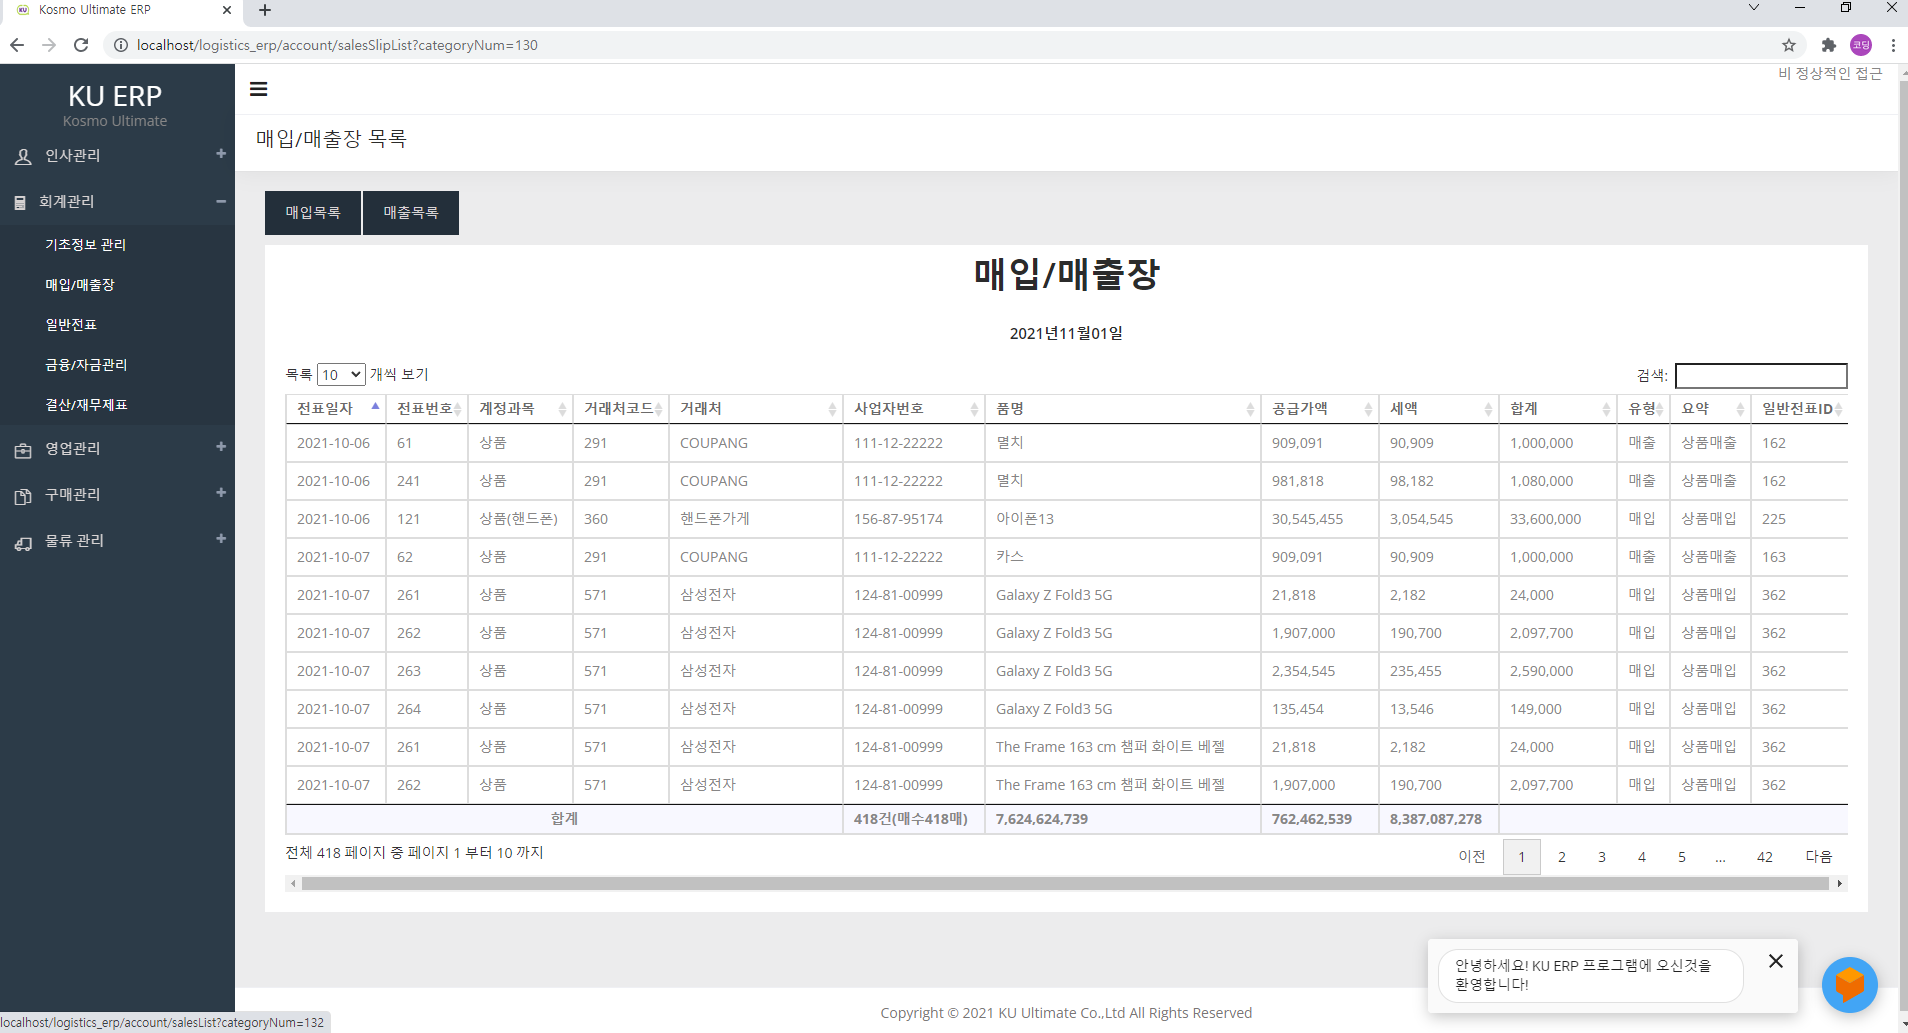 Kosmo Ultimate ERP
localhost/logistics_erp/account/salesSlipList?categoryNum=130
코딩
KU ERP
Kosmo Ultimate
인사관리
회계관리
기초정보 관리
매입/매출장
일반전표
금융/자금관리
결산/재무제표
영업관리
구매관리
물류 관리
비 정상적인 접근
매입/매출장 목록
매입목록 매출목록
매입/매출장
2021년11월01일
목록 10 개씩 보기 검색:
전표일자 전표번호 계정과목 거래처코드 거래처 사업자번호 품명 공급가액 세액 합계 유형 요약 일반전표ID
2021-10-06 61 상품 291 COUPANG 111-12-22222 멸치 909,091 90,909 1,000,000 매출 상품매출 162
2021-10-06 241 상품 291 COUPANG 111-12-22222 멸치 981,818 98,182 1,080,000 매출 상품매출 162
2021-10-06 121 상품(핸드폰) 360 핸드폰가게 156-87-95174 아이폰13 30,545,455 3,054,545 33,600,000 매입 상품매입 225
2021-10-07 62 상품 291 COUPANG 111-12-22222 카스 909,091 90,909 1,000,000 매출 상품매출 163
2021-10-07 261 상품 571 삼성전자 124-81-00999 Galaxy Z Fold3 5G 21,818 2,182 24,000 매입 상품매입 362
2021-10-07 262 상품 571 삼성전자 124-81-00999 Galaxy Z Fold3 5G 1,907,000 190,700 2,097,700 매입 상품매입 362
2021-10-07 263 상품 571 삼성전자 124-81-00999 Galaxy Z Fold3 5G 2,354,545 235,455 2,590,000 매입 상품매입 362
2021-10-07 264 상품 571 삼성전자 124-81-00999 Galaxy Z Fold3 5G 135,454 13,546 149,000 매입 상품매입 362
2021-10-07 261 상품 571 삼성전자 124-81-00999 The Frame 163 cm 챔퍼 화이트 베젤 21,818 2,182 24,000 매입 상품매입 362
2021-10-07 262 상품 571 삼성전자 124-81-00999 The Frame 163 cm 챔퍼 화이트 베젤 1,907,000 190,700 2,097,700 매입 상품매입 362
합계 418건(매수418매) 7,624,624,739 762,462,539 8,387,087,278
전체 418 페이지 중 페이지 1 부터 10 까지 이전 1 2 3 4 5 ... 42 다음
안녕하세요! KU ERP 프로그램에 오신것을
환영합니다!
Copyright © 2021 KU Ultimate Co.,Ltd All Rights Reserved
localhost/logistics_erp/account/salesList?categoryNum=132